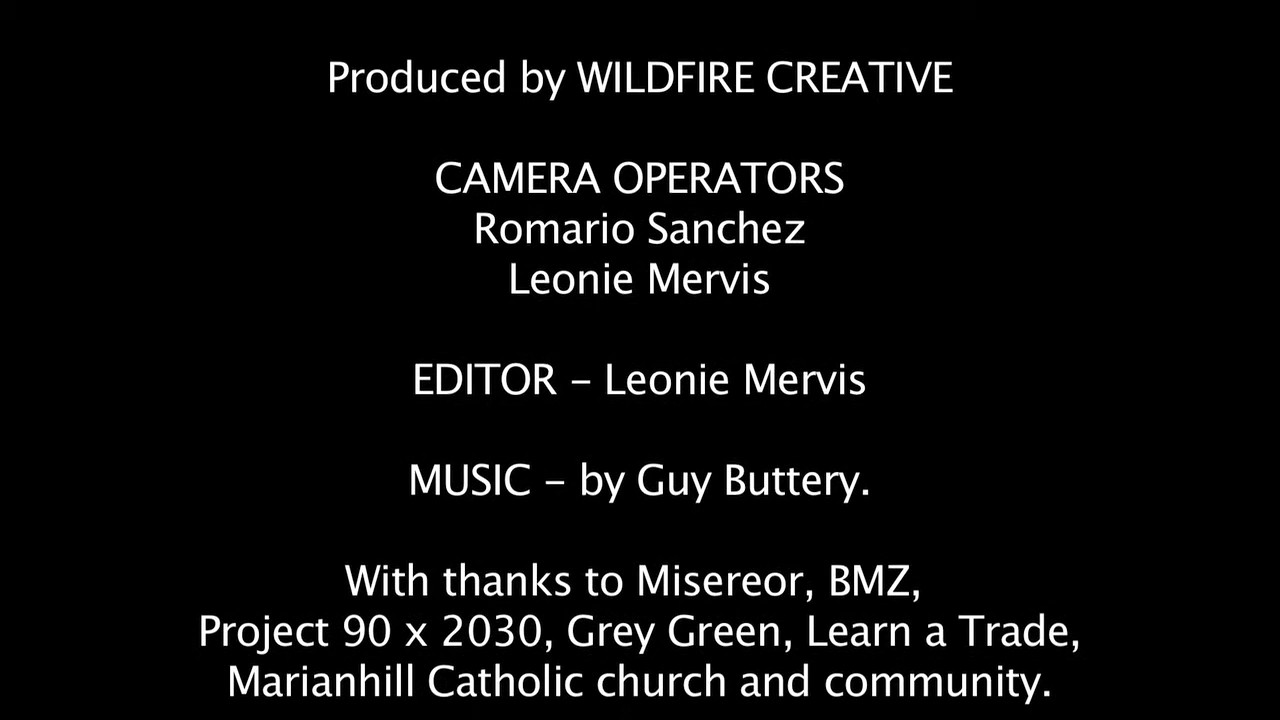 Produced by WILDFIRE CREATIVE
CAMERA OPERATORS
Romario Sanchez
Leonie Mervis
EDITOR – Leonie Mervis
MUSIC – by Guy Buttery.
With thanks to Misereor, BMZ,
Project 90 x 2030, Grey Green, Learn a Trade,
Marianhill Catholic church and community.